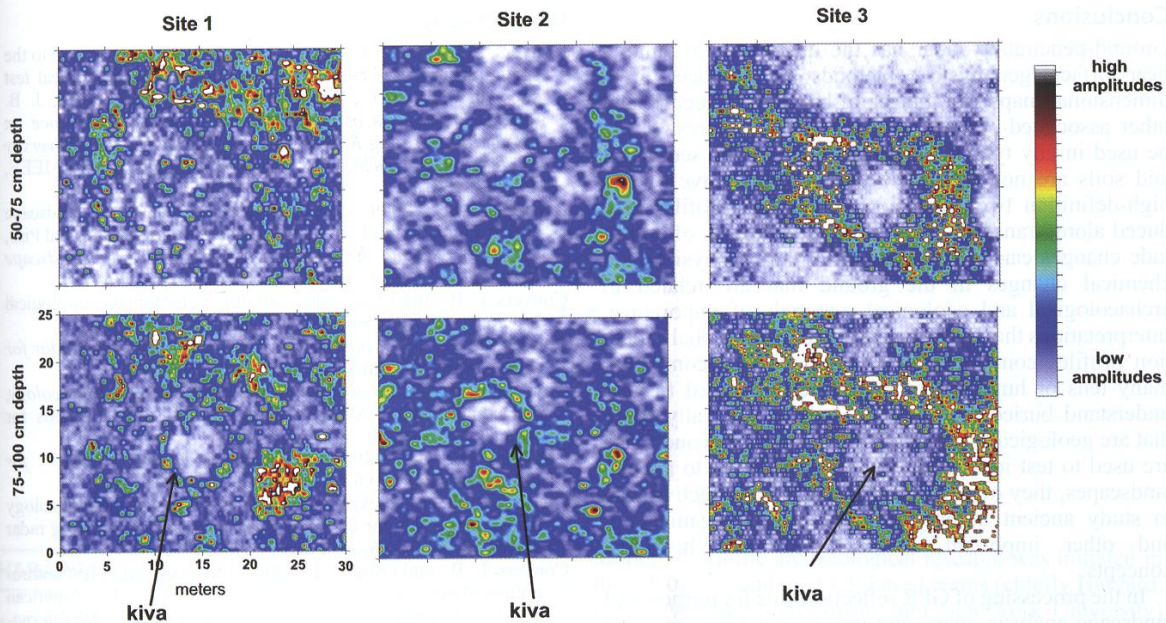 Site 1
Site 2
Site 3
50-75 cm depth
high
amplitudes
low
amplitudes
75-100 cm depth
25
20
15
10
5
0
0
5
10
15
20
25
30
meters
kiva
kiva
kiva